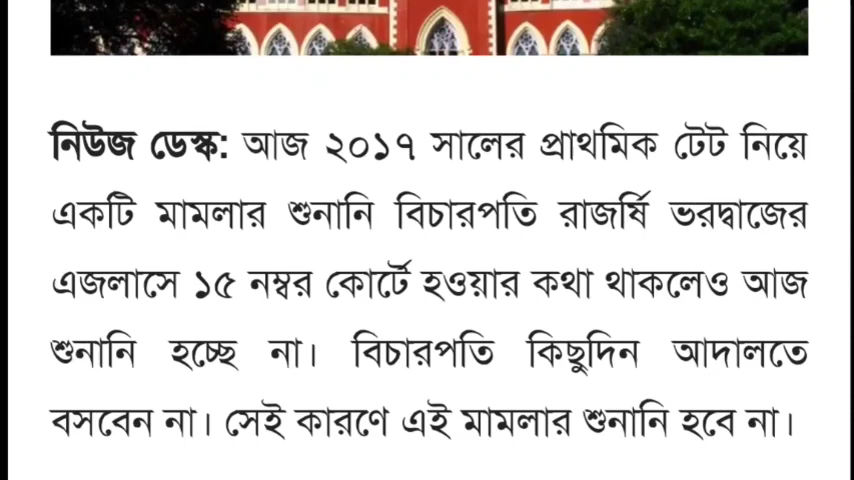 নিউজ ডেস্ক: আজ ২০১৭ সালের প্রাথমিক টেট নিয়ে
একটি মামলার শুনানি বিচারপতি রাজর্ষি ভরদ্বাজের
এজলাসে ১৫ নম্বর কোর্টে হওয়ার কথা থাকলেও আজ
শুনানি হচ্ছে না। বিচারপতি কিছুদিন আদালতে
বসবেন না। সেই কারণে এই মামলার শুনানি হবে না।